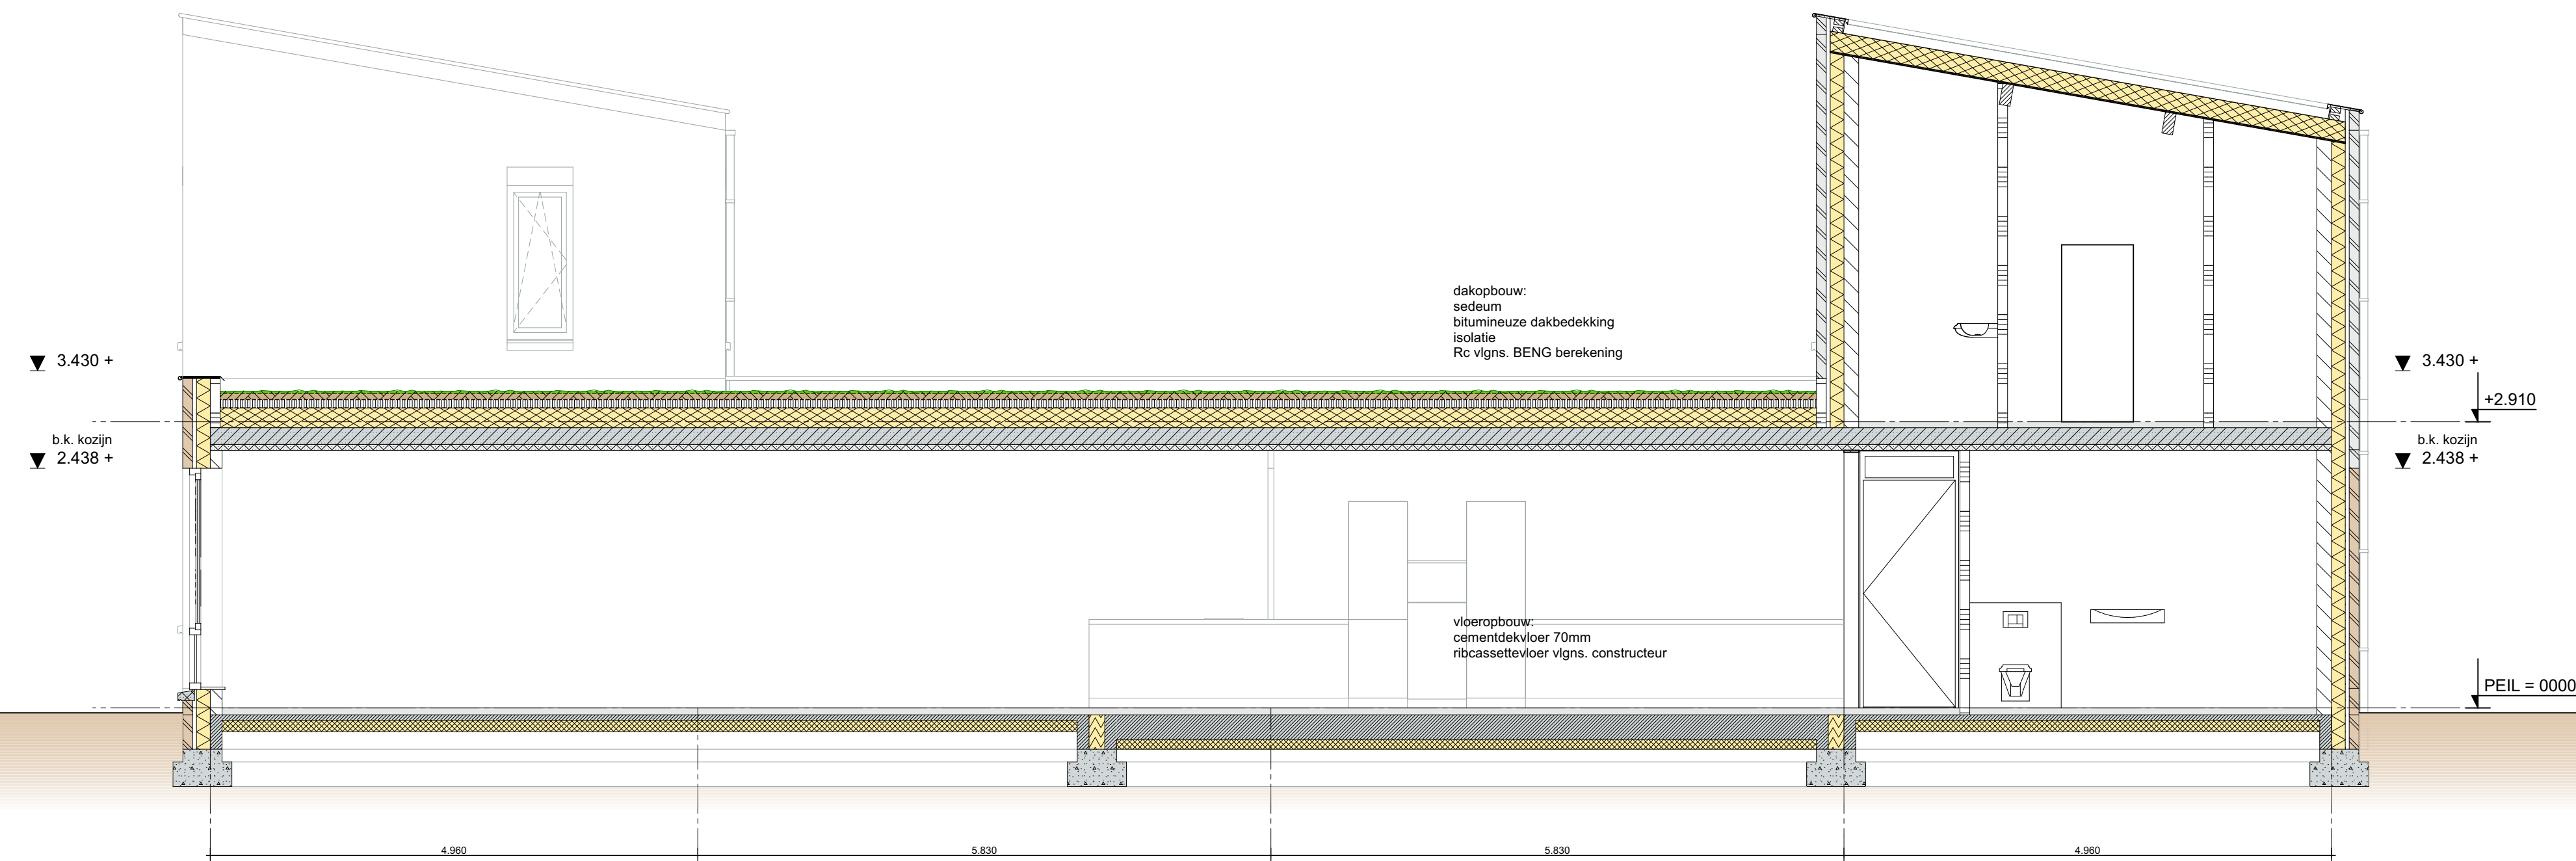 dakopbouw:
sedeum
bitumineuze dakbedekking
isolatie
Rc vlgns. BENG berekening
3.430 +
3.430 +
+2.910
b.k. kozijn
2.438 +
b.k. kozijn
2.438 +
vloeropbouw:
cementdekvloer 70mm
ribcassettevloer vlgns. constructeur
PEIL = 0000
4.960
5.830
5.830
4.960